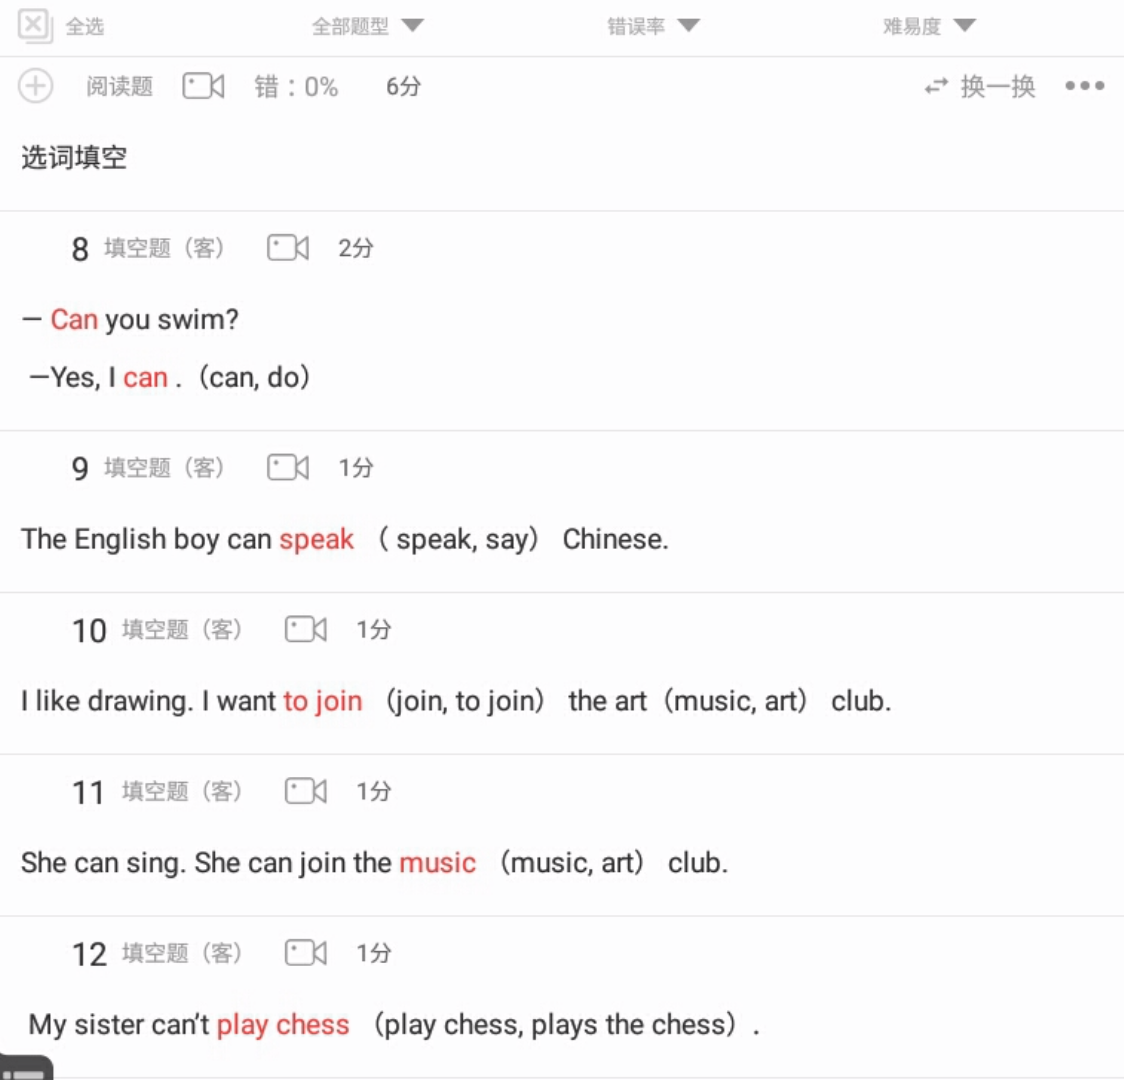 全选 全部题型 错误率 难易度
阅读题 错：0% 6分 换一换
选词填空
8 填空题（客） 2分
– Can you swim?
–Yes, I can .（can, do）
9 填空题（客） 1分
The English boy can speak （ speak, say） Chinese.
10 填空题（客） 1分
I like drawing. I want to join （join, to join） the art（music, art） club.
11 填空题（客） 1分
She can sing. She can join the music （music, art） club.
12 填空题（客） 1分
My sister can’t play chess （play chess, plays the chess）.